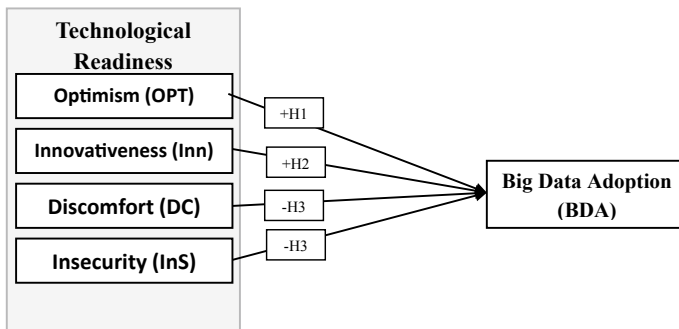 Technological
Readiness
Optimism (OPT)
+H1
Innovativeness (Inn)
+H2
Discomfort (DC)
-H3
Insecurity (InS)
-H3
Big Data Adoption
(BDA)